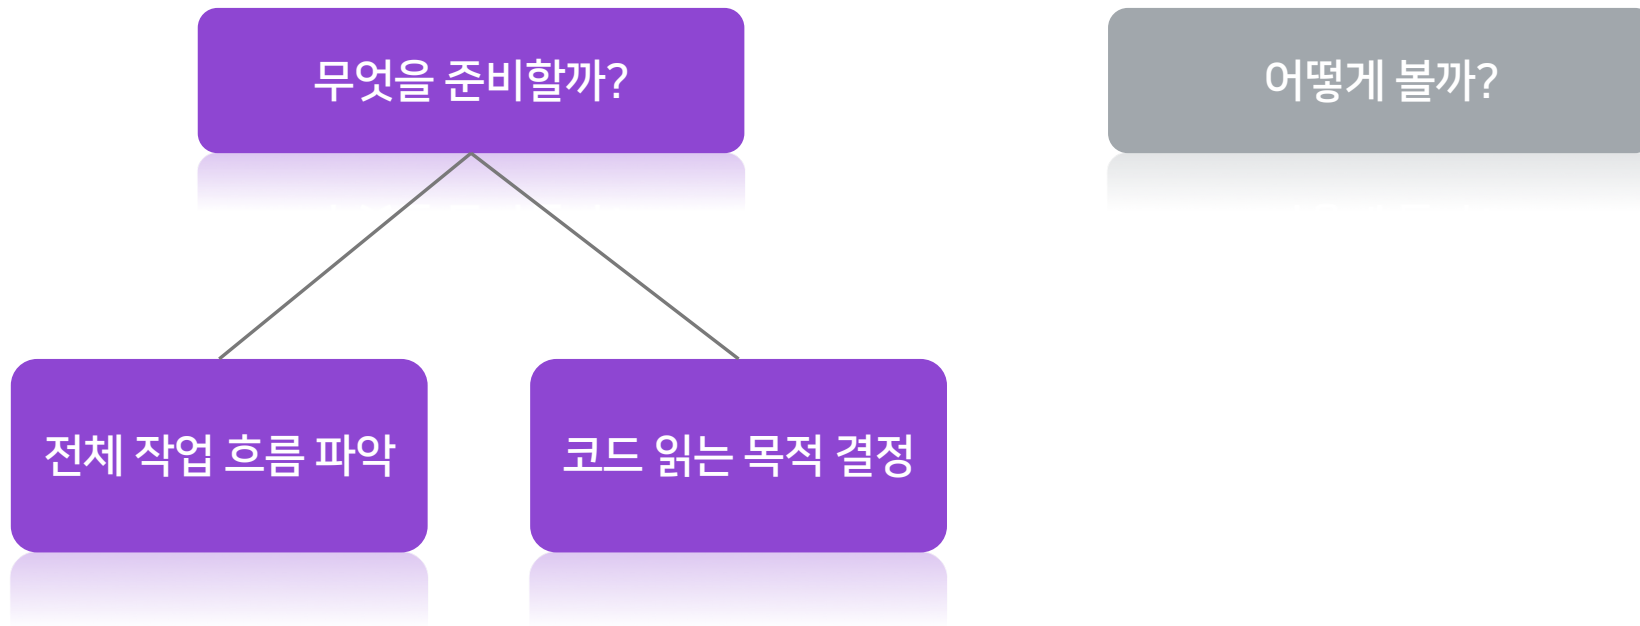 무엇을 준비할까?
어떻게 볼까?
전체 작업 흐름 파악
코드 읽는 목적 결정